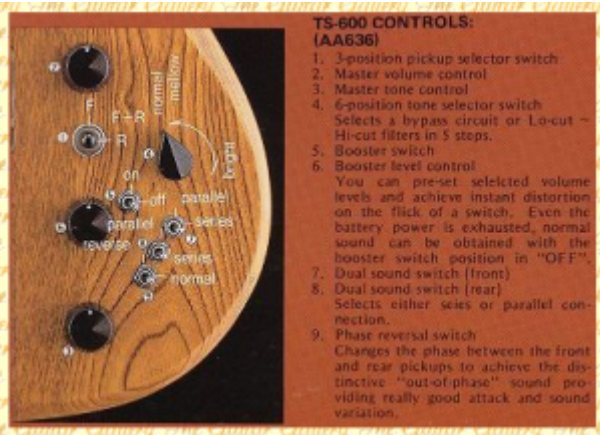 TS-600 CONTROLS:
(AA636)
1. 3-position pickup selector switch
2. Master volume control
3. Master tone control
4. 6-position tone selector switch
Selects a bypass circuit or Lo-cut ~
Hi-cut filters in 5 steps.
5. Booster switch
6. Booster level control
You can pre-set selelcted volume
levels and achieve instant distortion
on the flick of a switch. Even the
battery power is exhausted, normal
sound can be obtained with the
booster switch position in "OFF".
7. Dual sound switch (front)
8. Dual sound switch (rear)
Selects either seies or parallel con-
nection.
9. Phase reversal switch
Changes the phase between the front
and rear pickups to achieve the dis-
tinctive "out-of-phase" sound pro-
viding really good attack and sound
variation.
normal
mellow
bright
F
F-R
R
on
off
parallel
series
parallel
series
reverse
normal